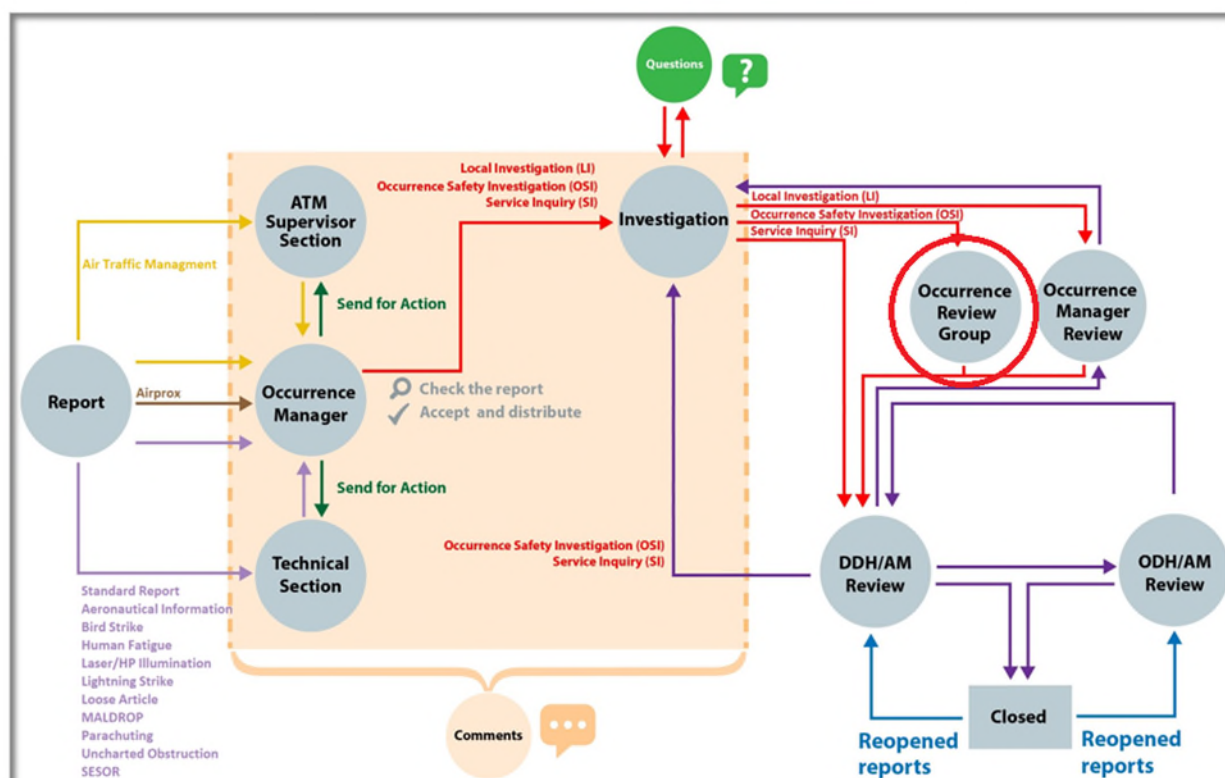 Questions
?
Local Investigation (LI)
Occurrence Safety Investigation (OSI)
Service Inquiry (SI)
ATM
Supervisor
Section
Investigation
Local Investigation (LI)
Occurrence Safety Investigation (OSI)
Service Inquiry (SI)
Air Traffic Managment
Send for Action
Occurrence
Review
Group
Occurrence
Manager
Review
Report
Airprox
Occurrence
Manager
Check the report
Accept and distribute
Send for Action
Technical
Section
Occurrence Safety Investigation (OSI)
Service Inquiry (SI)
DDH/AM
Review
ODH/AM
Review
Standard Report
Aeronautical Information
Bird Strike
Human Fatigue
Laser/HP Illumination
Lightning Strike
Loose Article
MALDROP
Parachuting
Uncharted Obstruction
SESOR
Comments
Closed
Reopened
reports
Reopened
reports